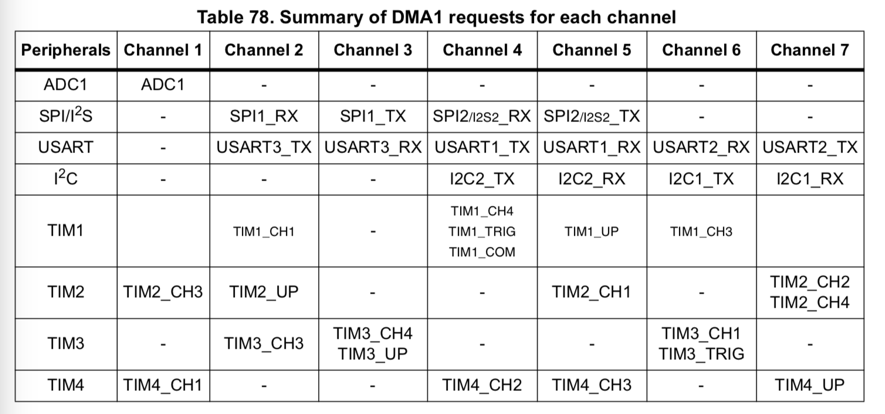 Table 78. Summary of DMA1 requests for each channel
Peripherals Channel 1 Channel 2 Channel 3 Channel 4 Channel 5 Channel 6 Channel 7
ADC1 ADC1 - - - - - -
SPI/I²S - SPI1_RX SPI1_TX SPI2/I2S2_RX SPI2/I2S2_TX - -
USART - USART3_TX USART3_RX USART1_TX USART1_RX USART2_RX USART2_TX
I²C - - - I2C2_TX I2C2_RX I2C1_TX I2C1_RX
TIM1 TIM1_CH1 - TIM1_CH4 TIM1_UP TIM1_CH3
TIM1_TRIG
TIM1_COM
TIM2 TIM2_CH3 TIM2_UP - - TIM2_CH1 - TIM2_CH2
TIM2_CH4
TIM3 - TIM3_CH3 TIM3_CH4 - - TIM3_CH1 -
TIM3_UP TIM3_TRIG
TIM4 TIM4_CH1 - - TIM4_CH2 TIM4_CH3 - TIM4_UP